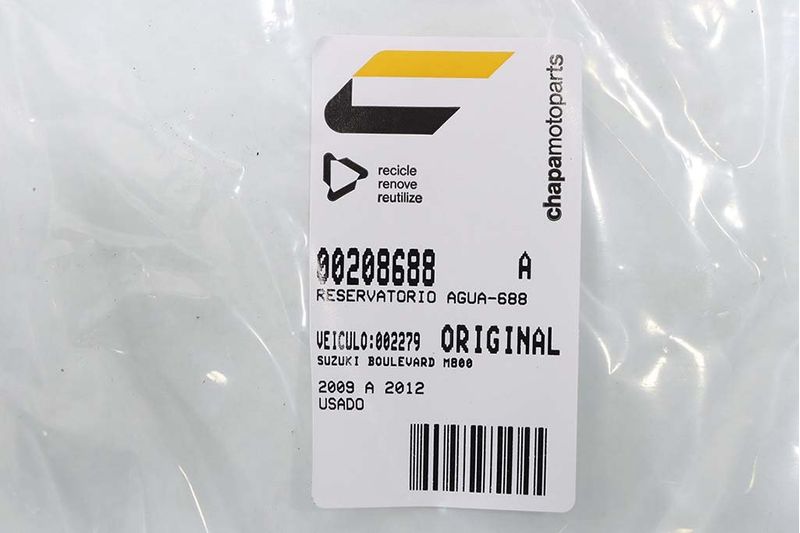 chapamotoparts
recicle
renove
reutilize
00208688 A
RESERVATORIO AGUA-688
VEICULO:002279 ORIGINAL
SUZUKI BOULEVARD M800
2009 A 2012
USADO